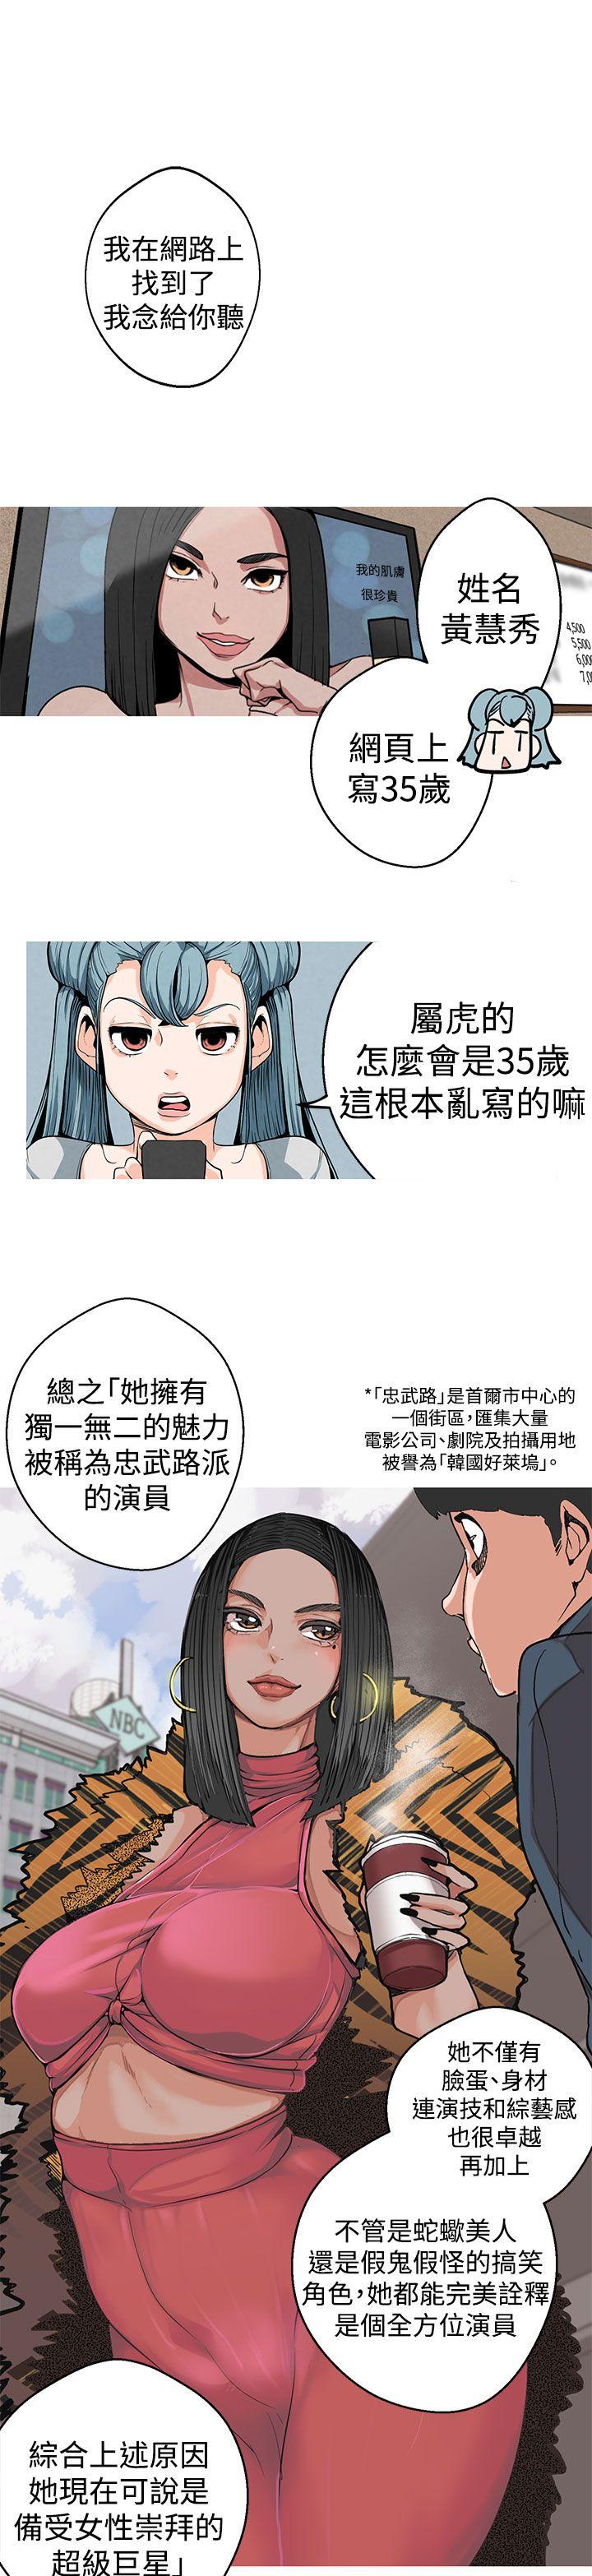 我在網路上
找到了
我念給你聽
我的肌膚
很珍貴
姓名
黃慧秀
4,500
5,500
6,00
7,0
網頁上
寫35歲
屬虎的
怎麼會是35歲
這根本亂寫的嘛
總之「她擁有
獨一無二的魅力
被稱為忠武路派
的演員
*「忠武路」是首爾市中心的
一個街區，匯集大量
電影公司、劇院及拍攝用地
被譽為「韓國好萊塢」。
NBC
她不僅有
臉蛋、身材
連演技和綜藝感
也很卓越
再加上
不管是蛇蠍美人
還是假鬼假怪的搞笑
角色，她都能完美詮釋
是個全方位演員
綜合上述原因
她現在可說是
備受女性崇拜的
超級巨星」